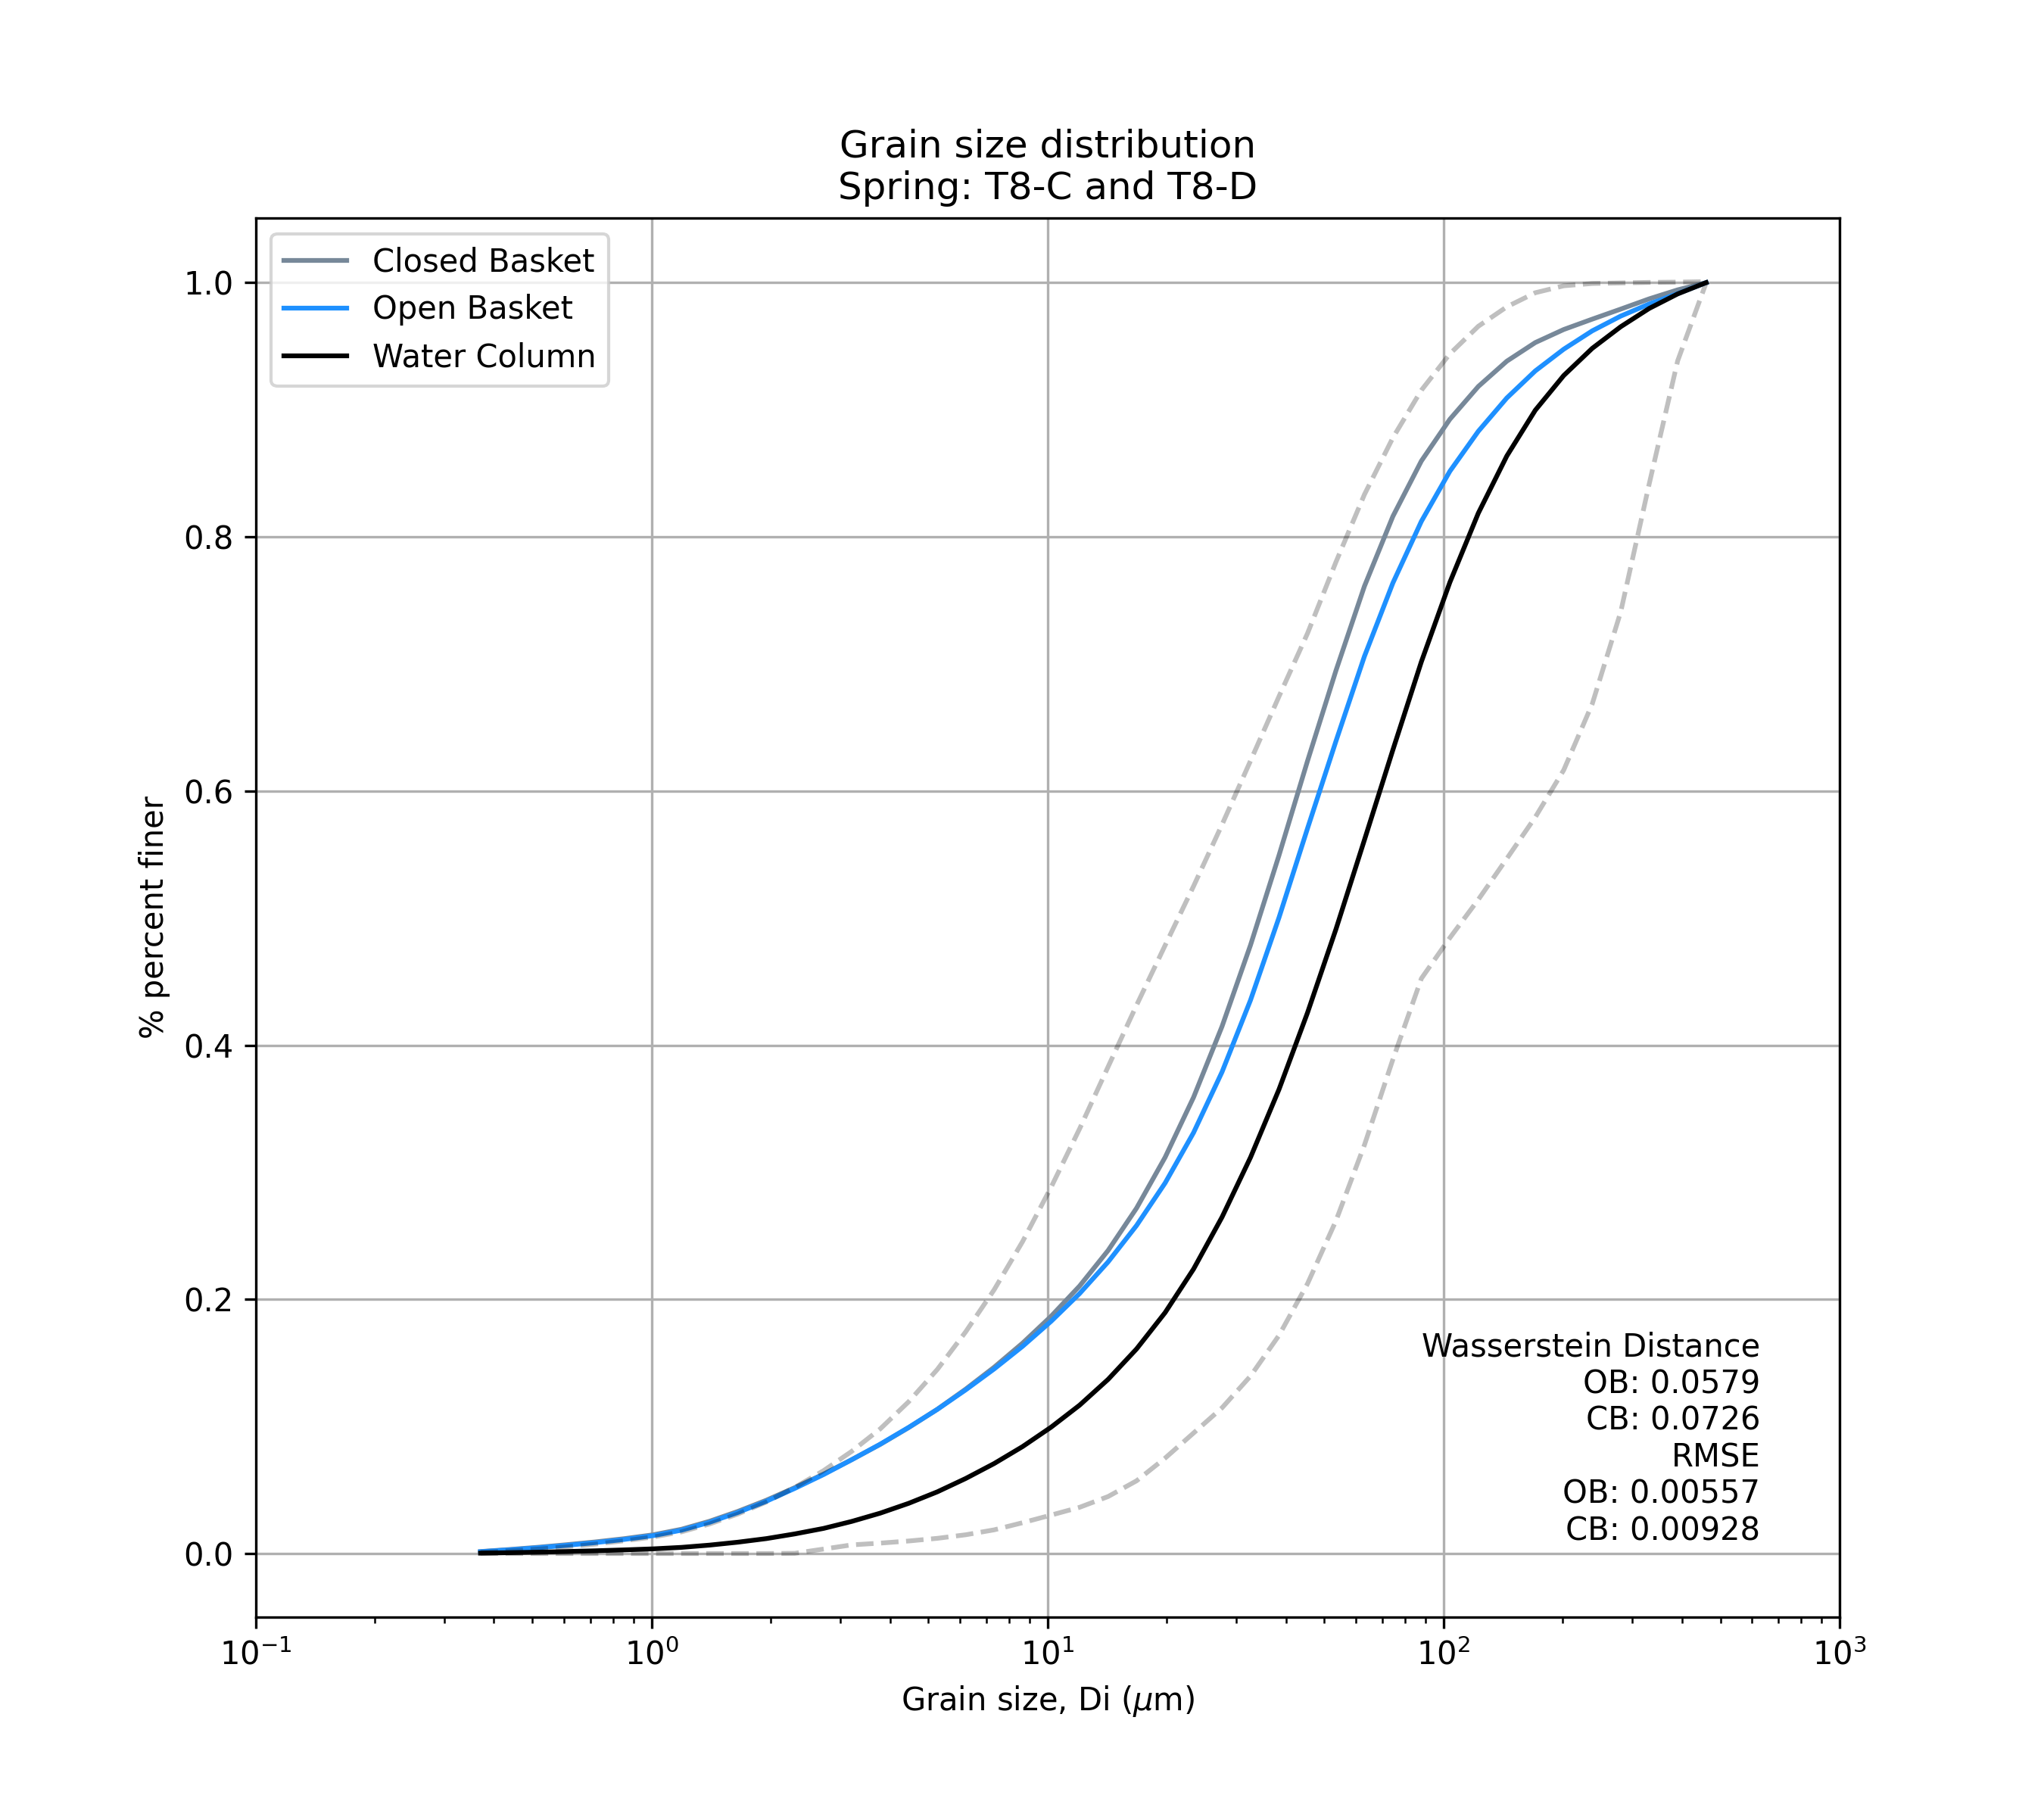 Grain size distribution
Spring: T8-C and T8-D
Closed Basket
Open Basket
Water Column
1.0
0.8
0.6
0.4
0.2
0.0
% percent finer
Wasserstein Distance
OB: 0.0579
CB: 0.0726
RMSE
OB: 0.00557
CB: 0.00928
10⁻¹ 10⁰ 10¹ 10² 10³
Grain size, Di (μm)